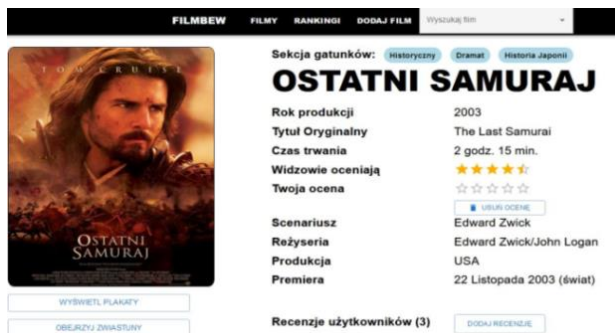 FILMBEW FILMY RANKINGI DODAJ FILM Wyszukaj film
TOM CRUISE
OSTATNI
SAMURAJ
WYŚWIETL PLAKATY
OBEJRZYJ ZWIASTUNY
Sekcja gatunków: Historyczny Dramat Historia Japonii
OSTATNI SAMURAJ
Rok produkcji 2003
Tytuł Oryginalny The Last Samurai
Czas trwania 2 godz. 15 min.
Widzowie oceniają
Twoja ocena
USUŃ OCENĘ
Scenariusz Edward Zwick
Reżyseria Edward Zwick/John Logan
Produkcja USA
Premiera 22 Listopada 2003 (świat)
Recenzje użytkowników (3) DODAJ RECENZJĘ